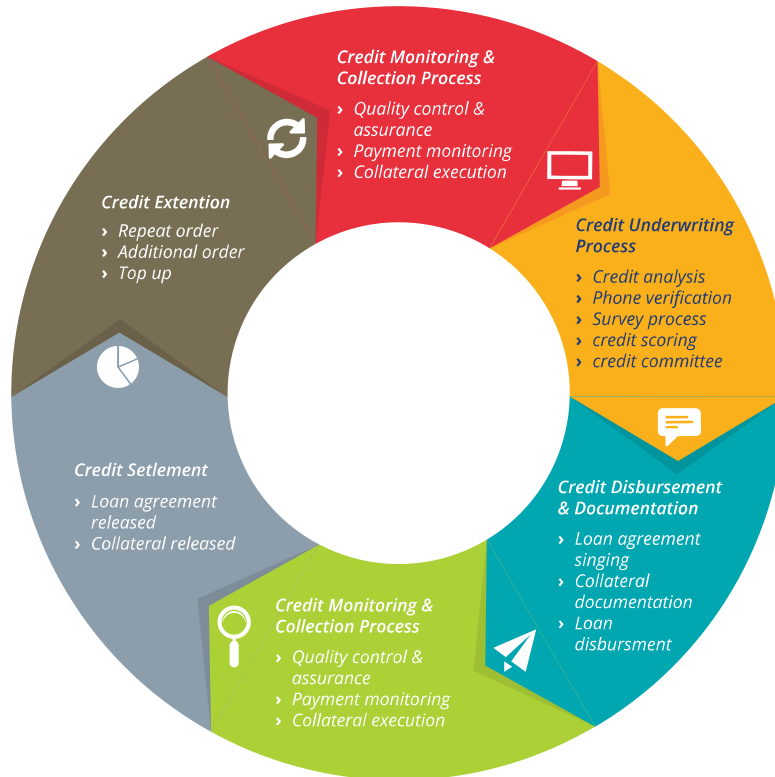 Credit Monitoring &
Collection Process
› Quality control &
assurance
› Payment monitoring
› Collateral execution
Credit Underwriting
Process
› Credit analysis
› Phone verification
› Survey process
› credit scoring
› credit committee
Credit Disbursement
& Documentation
› Loan agreement
singing
› Collateral
documentation
› Loan
disbursment
Credit Monitoring &
Collection Process
› Quality control &
assurance
› Payment monitoring
› Collateral execution
Credit Setlement
› Loan agreement
released
› Collateral released
Credit Extention
› Repeat order
› Additional order
› Top up